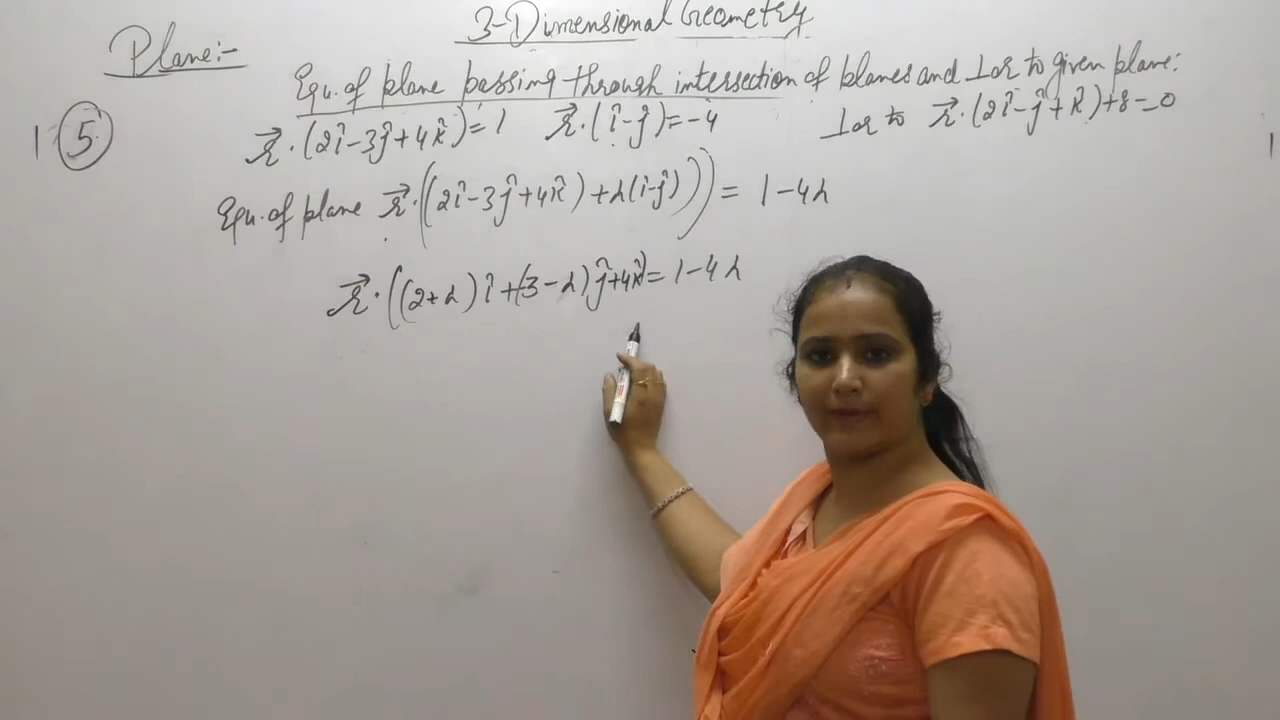 3-Dimensional Geometry
Plane:-
Equ. of plane passing through intersection of planes and ⊥ar to given plane:
1 (5) r⃗·(2î-3ĵ+4k̂)=1 r⃗·(î-ĵ)=-4 ⊥ar to r⃗·(2î-ĵ+k̂)+8=0
Equ. of plane r⃗·((2î-3ĵ+4k̂)+λ(î-ĵ))) = 1-4λ
r⃗·((2+λ)î+(3-λ)ĵ+4k̂)=1-4λ